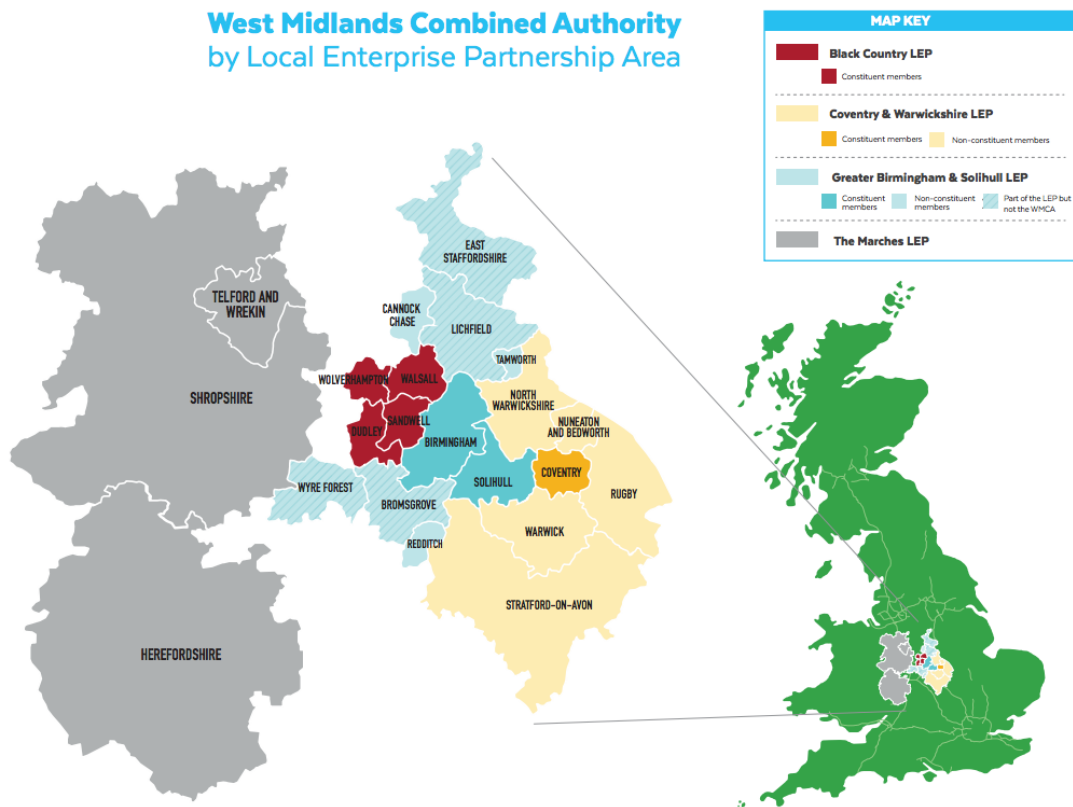 West Midlands Combined Authority
by Local Enterprise Partnership Area
MAP KEY
Black Country LEP
Constituent members
Coventry & Warwickshire LEP
Constituent members
Non-constituent members
Greater Birmingham & Solihull LEP
Constituent
members
Non-constituent
members
Part of the LEP but
not the WMCA
The Marches LEP
EAST
STAFFORDSHIRE
TELFORD AND
WREKIN
CANNOCK
CHASE
LICHFIELD
TAMWORTH
WOLVERHAMPTON
WALSALL
SHROPSHIRE
NORTH
WARWICKSHIRE
SANDWELL
DUDLEY
NUNEATON
AND BEDWORTH
BIRMINGHAM
COVENTRY
SOLIHULL
WYRE FOREST
RUGBY
BROMSGROVE
WARWICK
REDDITCH
STRATFORD-ON-AVON
HEREFORDSHIRE